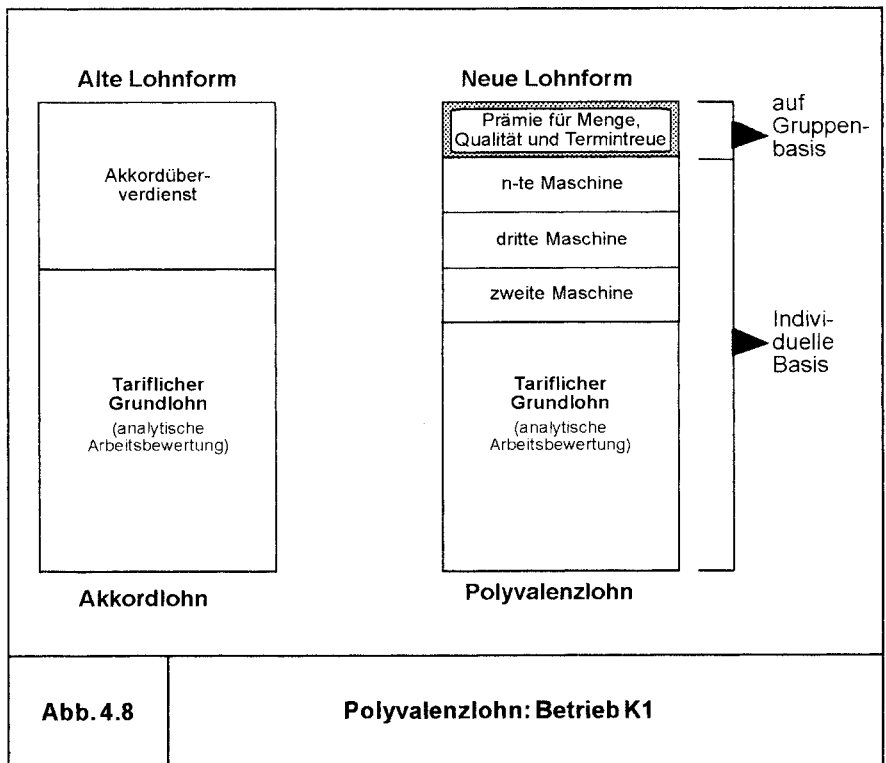 Alte Lohnform
Akkordüber-
verdienst
Tariflicher
Grundlohn
(analytische
Arbeitsbewertung)
Akkordlohn
Neue Lohnform
Prämie für Menge,
Qualität und Termintreue
n-te Maschine
dritte Maschine
zweite Maschine
Tariflicher
Grundlohn
(analytische
Arbeitsbewertung)
Polyvalenzlohn
auf
Gruppen-
basis
Indivi-
duelle
Basis
Abb. 4.8
Polyvalenzlohn: Betrieb K1